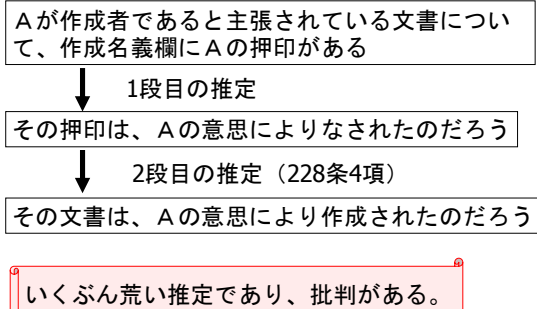 Ａが作成者であると主張されている文書につい
て、作成名義欄にＡの押印がある
1段目の推定
その押印は、Ａの意思によりなされたのだろう
2段目の推定（228条4項）
その文書は、Ａの意思により作成されたのだろう
いくぶん荒い推定であり、批判がある。